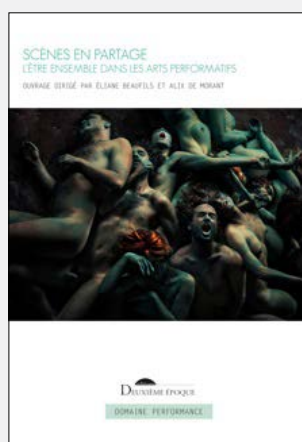 SCÈNES EN PARTAGE
L'ÊTRE ENSEMBLE DANS LES ARTS PERFORMATIFS
OUVRAGE DIRIGÉ PAR ÉLIANE BEAUFILS ET ALIX DE MORANT
DEUXIÈME ÉPOQUE
DOMAINE PERFORMANCE